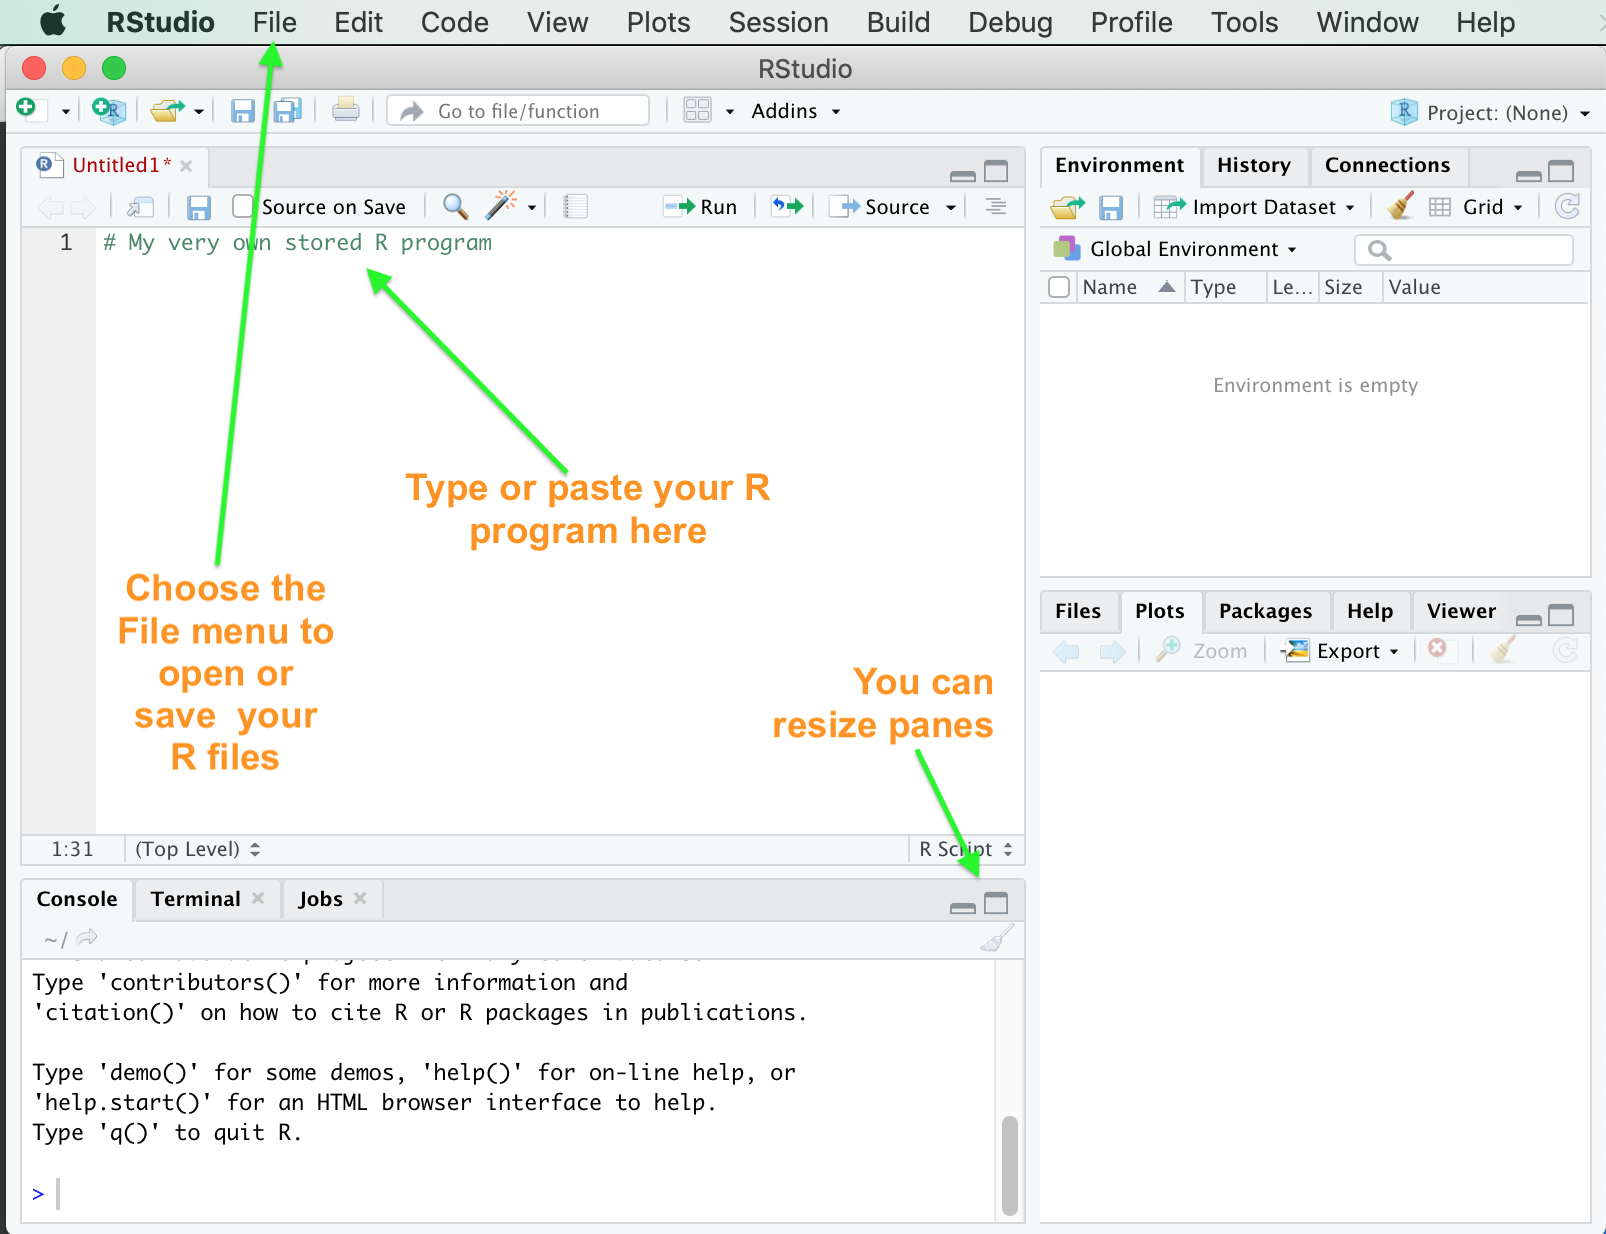 RStudio File Edit Code View Plots Session Build Debug Profile Tools Window Help
RStudio
Go to file/function Addins Project: (None)
Untitled1*
Source on Save Run Source
1 # My very own stored R program
Type or paste your R
program here
Choose the
File menu to
open or
save your
R files
You can
resize panes
1:31 (Top Level) R Script
Console Terminal Jobs
~/
Type 'contributors()' for more information and
'citation()' on how to cite R or R packages in publications.
Type 'demo()' for some demos, 'help()' for on-line help, or
'help.start()' for an HTML browser interface to help.
Type 'q()' to quit R.
>
Environment History Connections
Import Dataset Grid
Global Environment
Name Type Le... Size Value
Environment is empty
Files Plots Packages Help Viewer
Zoom Export